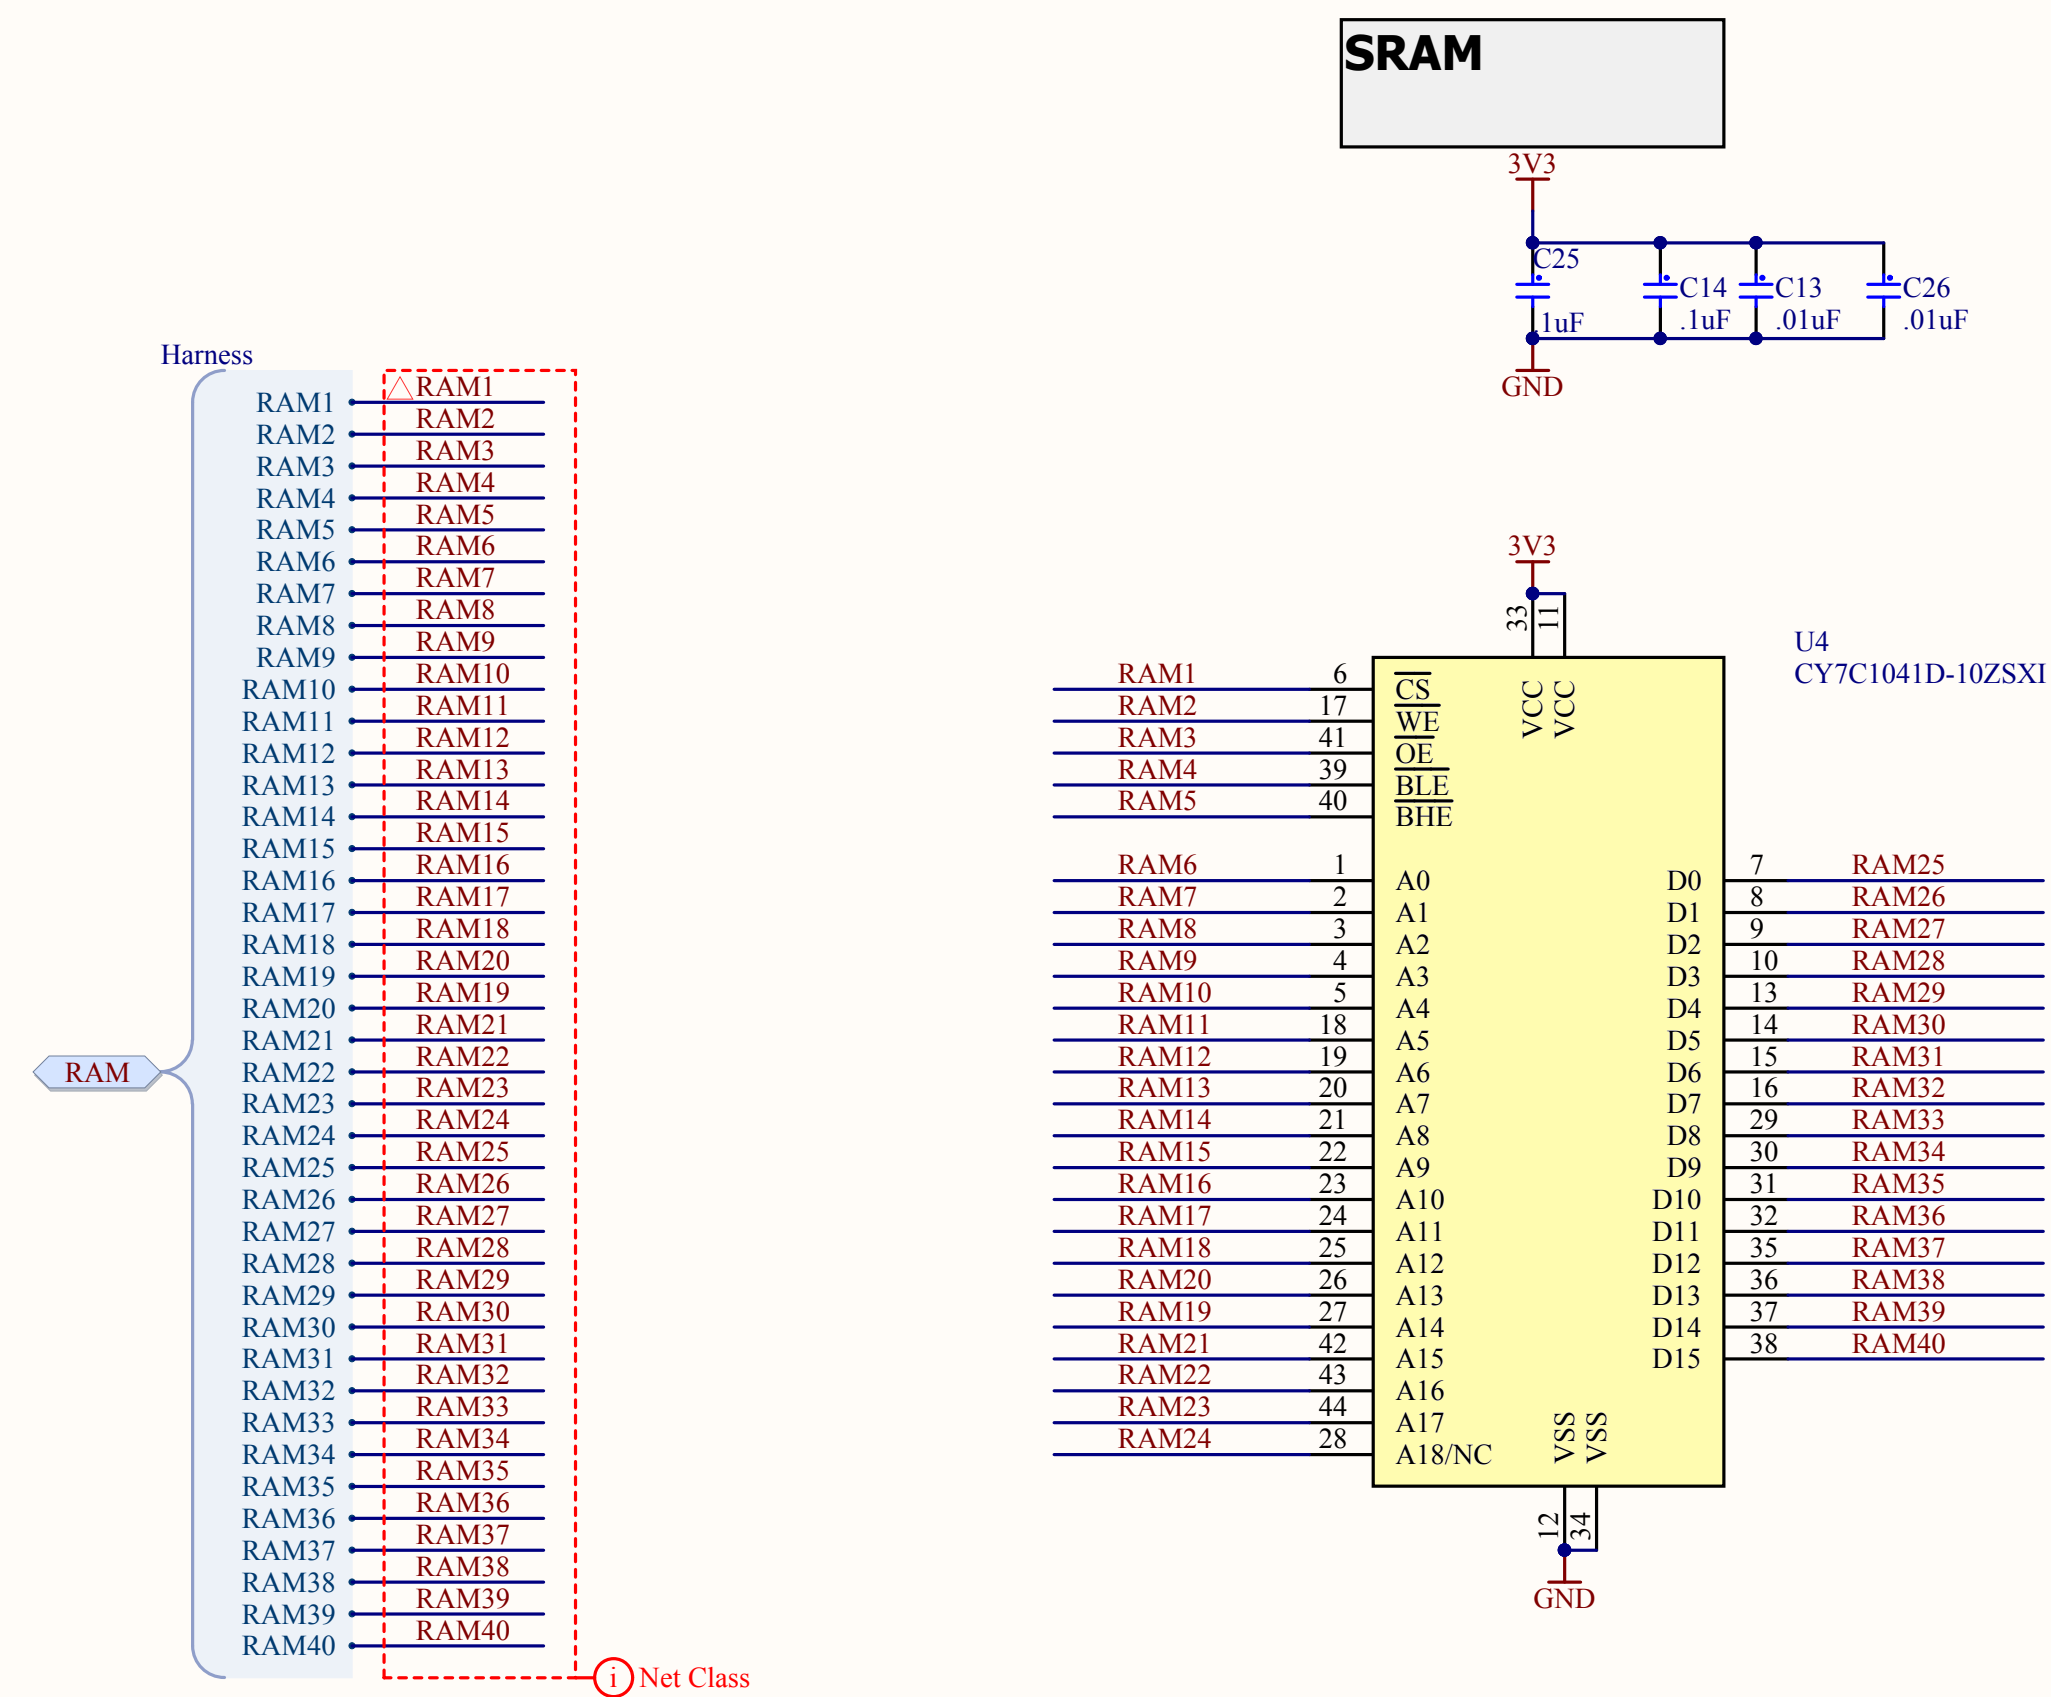 SRAM
3V3
C25
.1uF
C14
.1uF
C13
.01uF
C26
.01uF
GND
Harness
RAM
RAM1 RAM1
RAM2 RAM2
RAM3 RAM3
RAM4 RAM4
RAM5 RAM5
RAM6 RAM6
RAM7 RAM7
RAM8 RAM8
RAM9 RAM9
RAM10 RAM10
RAM11 RAM11
RAM12 RAM12
RAM13 RAM13
RAM14 RAM14
RAM15 RAM15
RAM16 RAM16
RAM17 RAM17
RAM18 RAM18
RAM19 RAM20
RAM20 RAM19
RAM21 RAM21
RAM22 RAM22
RAM23 RAM23
RAM24 RAM24
RAM25 RAM25
RAM26 RAM26
RAM27 RAM27
RAM28 RAM28
RAM29 RAM29
RAM30 RAM30
RAM31 RAM31
RAM32 RAM32
RAM33 RAM33
RAM34 RAM34
RAM35 RAM35
RAM36 RAM36
RAM37 RAM37
RAM38 RAM38
RAM39 RAM39
RAM40 RAM40
i Net Class
3V3
33 11
VCC VCC
U4
CY7C1041D-10ZSXI
RAM1 6 CS
RAM2 17 WE
RAM3 41 OE
RAM4 39 BLE
RAM5 40 BHE
RAM6 1 A0 D0 7 RAM25
RAM7 2 A1 D1 8 RAM26
RAM8 3 A2 D2 9 RAM27
RAM9 4 A3 D3 10 RAM28
RAM10 5 A4 D4 13 RAM29
RAM11 18 A5 D5 14 RAM30
RAM12 19 A6 D6 15 RAM31
RAM13 20 A7 D7 16 RAM32
RAM14 21 A8 D8 29 RAM33
RAM15 22 A9 D9 30 RAM34
RAM16 23 A10 D10 31 RAM35
RAM17 24 A11 D11 32 RAM36
RAM18 25 A12 D12 35 RAM37
RAM20 26 A13 D13 36 RAM38
RAM19 27 A14 D14 37 RAM39
RAM21 42 A15 D15 38 RAM40
RAM22 43 A16
RAM23 44 A17
RAM24 28 A18/NC
VSS VSS
12 34
GND